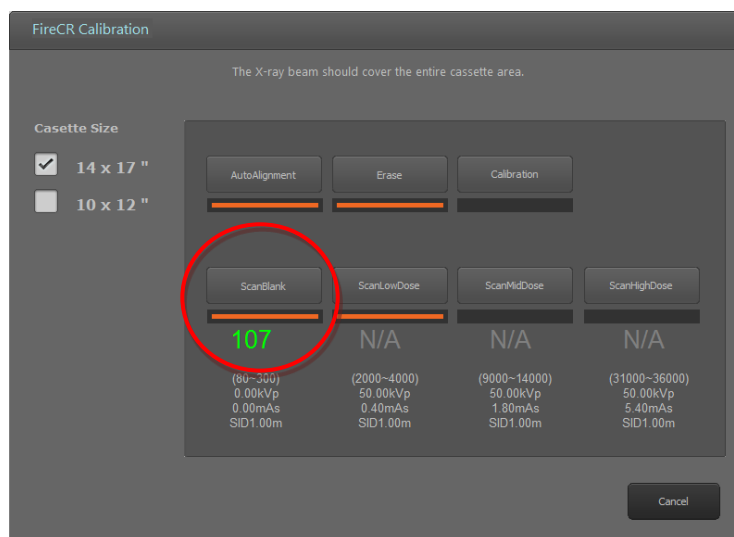 FireCR Calibration
The X-ray beam should cover the entire cassette area.
Casette Size
14 x 17 "
10 x 12 "
AutoAlignment Erase Calibration
ScanBlank ScanLowDose ScanMidDose ScanHighDose
107 N/A N/A N/A
(80~300) (2000~4000) (9000~14000) (31000~36000)
0.00kVp 50.00kVp 50.00kVp 50.00kVp
0.00mAs 0.40mAs 1.80mAs 5.40mAs
SID1.00m SID1.00m SID1.00m SID1.00m
Cancel